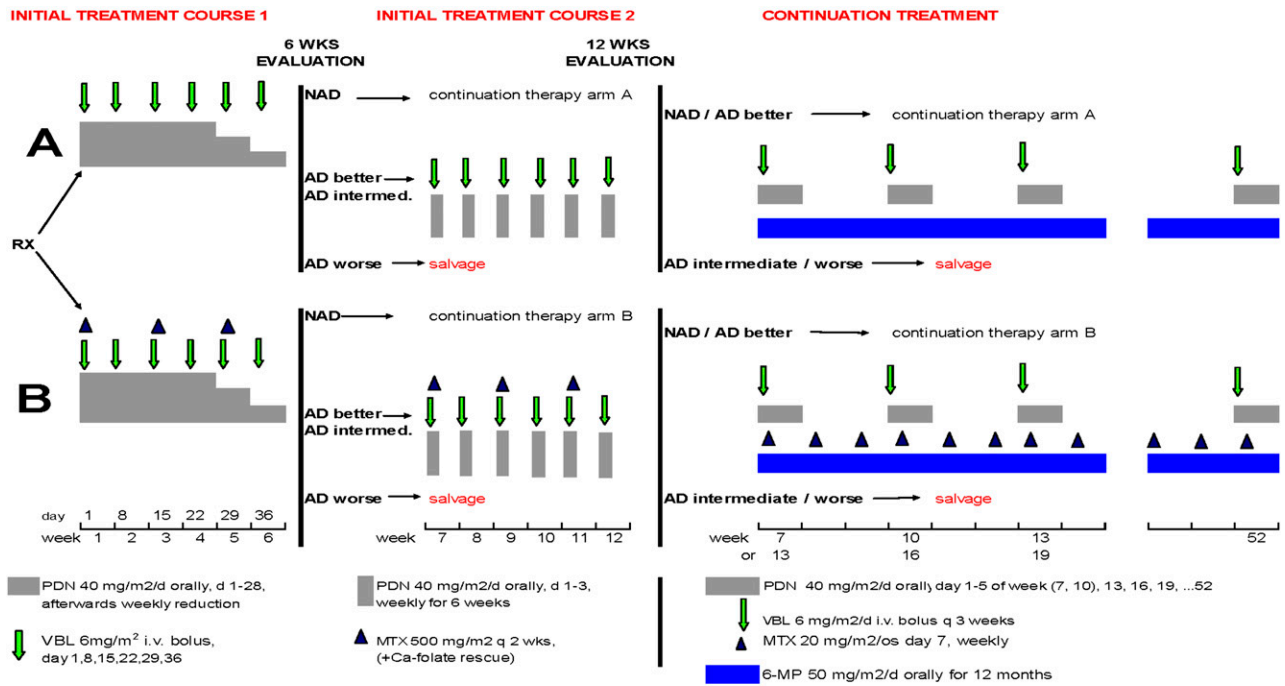 INITIAL TREATMENT COURSE 1
INITIAL TREATMENT COURSE 2
CONTINUATION TREATMENT
6 WKS
EVALUATION
12 WKS
EVALUATION
A
RX
B
NAD
continuation therapy arm A
AD better
AD intermed.
AD worse
salvage
NAD / AD better
continuation therapy arm A
AD intermediate / worse
salvage
NAD
continuation therapy arm B
AD better
AD intermed.
AD worse
salvage
NAD / AD better
continuation therapy arm B
AD intermediate / worse
salvage
day 1 8 15 22 29 36
week 1 2 3 4 5 6
7 8 9 10 11 12
week 7 10 13 52
or 13 16 19
PDN 40 mg/m2/d orally, d 1-28,
afterwards weekly reduction
VBL 6mg/m² i.v. bolus,
day 1,8,15,22,29,36
PDN 40 mg/m2/d orally, d 1-3,
weekly for 6 weeks
MTX 500 mg/m2 q 2 wks,
(+Ca-folate rescue)
PDN 40 mg/m2/d orally day 1-5 of week (7, 10), 13, 16, 19, ...52
VBL 6 mg/m2/d i.v. bolus q 3 weeks
MTX 20 mg/m2/os day 7, weekly
6-MP 50 mg/m2/d orally for 12 months